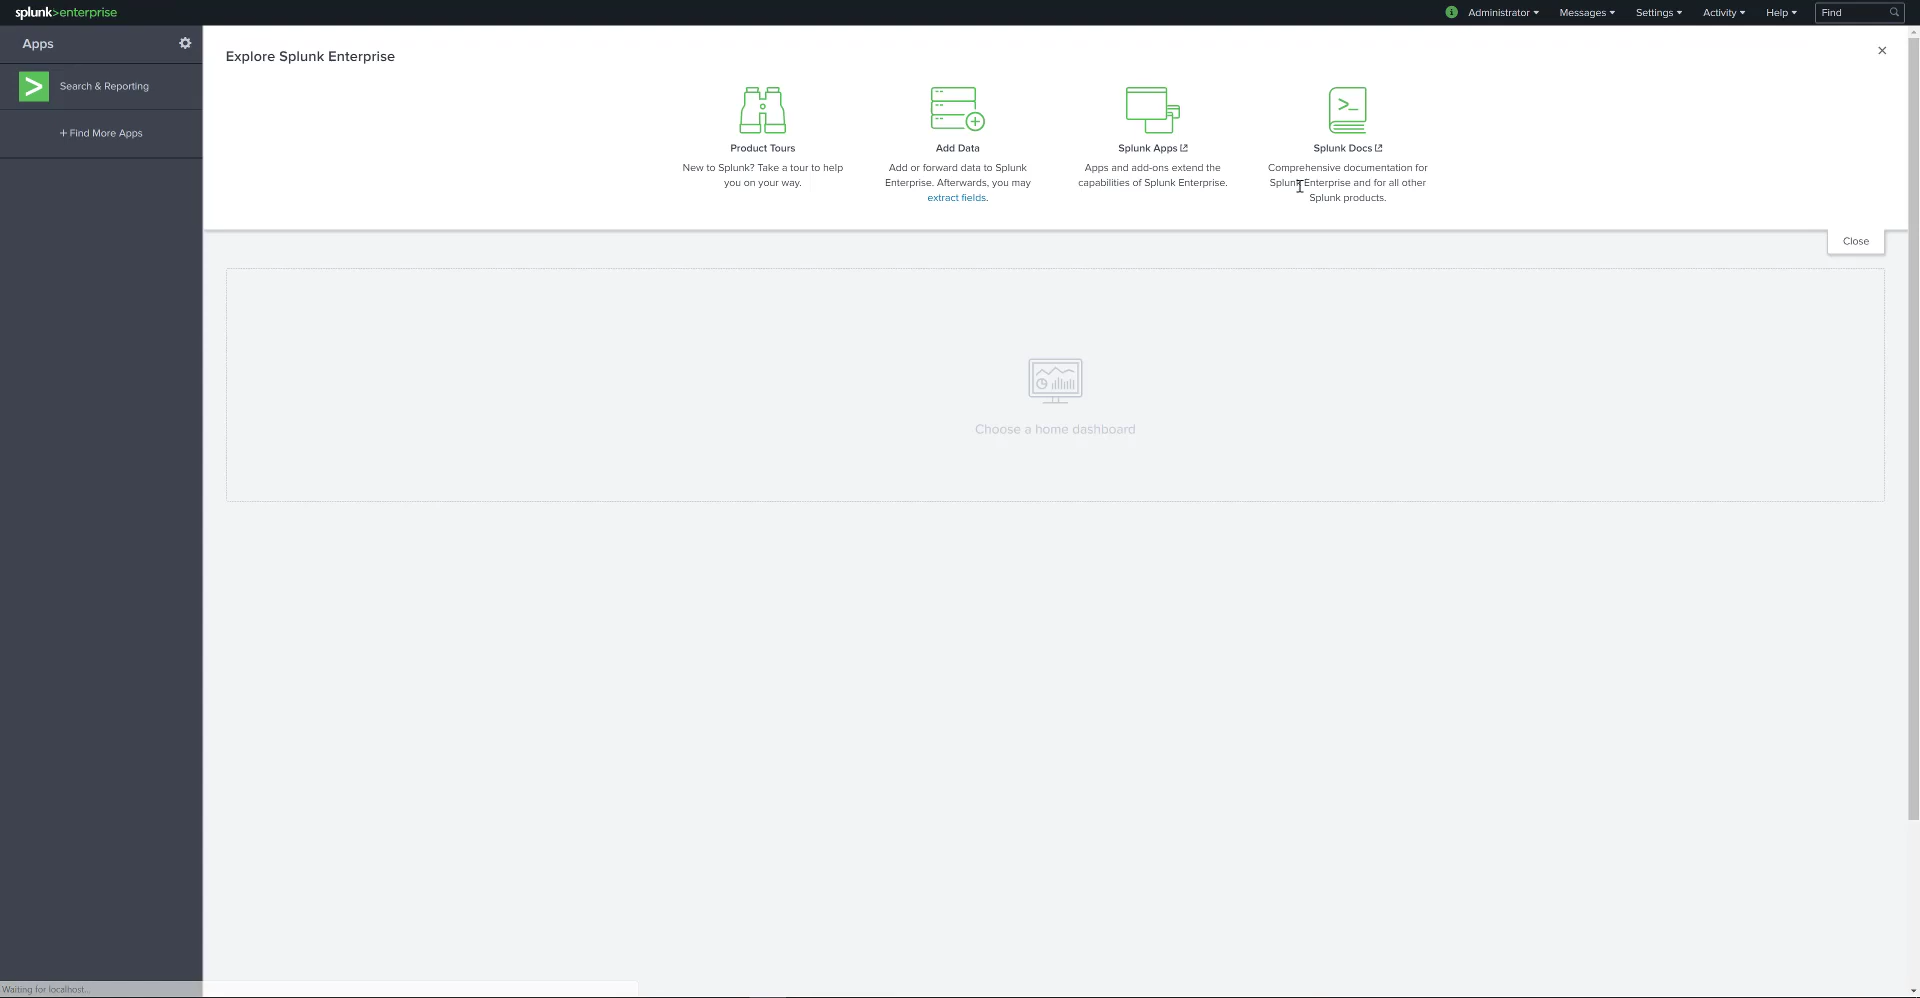 splunk>enterprise
Administrator
Messages
Settings
Activity
Help
Find
Apps
Search & Reporting
+ Find More Apps
Explore Splunk Enterprise
Product Tours
New to Splunk? Take a tour to help
you on your way.
Add Data
Add or forward data to Splunk
Enterprise. Afterwards, you may
extract fields.
Splunk Apps
Apps and add-ons extend the
capabilities of Splunk Enterprise.
Splunk Docs
Comprehensive documentation for
Splunk Enterprise and for all other
Splunk products.
Close
Choose a home dashboard
Waiting for localhost...